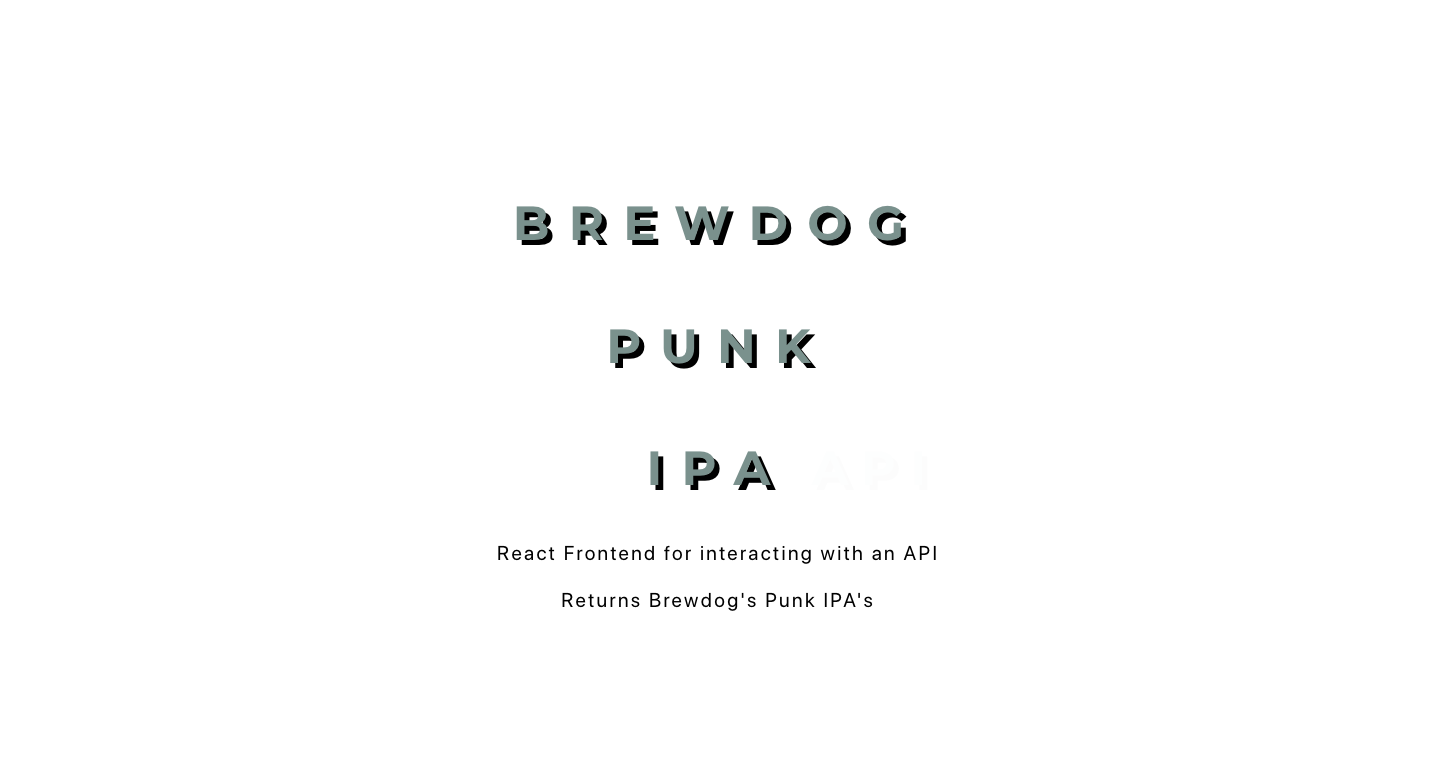 BREWDOG
PUNK
IPA API
React Frontend for interacting with an API
Returns Brewdog's Punk IPA's